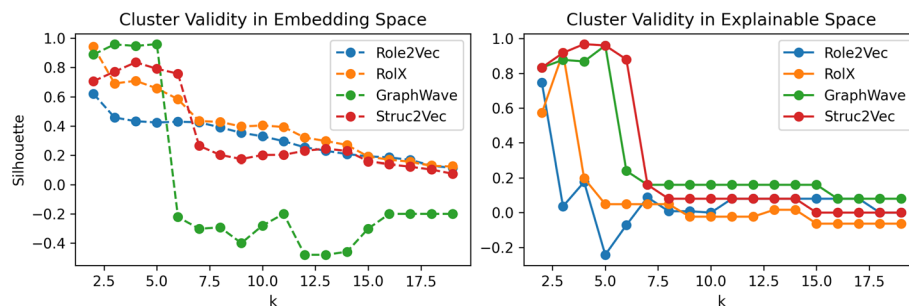 Cluster Validity in Embedding Space
Silhouette
1.0
0.8
0.6
0.4
0.2
0.0
−0.2
−0.4
Role2Vec
RolX
GraphWave
Struc2Vec
2.5 5.0 7.5 10.0 12.5 15.0 17.5
k
Cluster Validity in Explainable Space
1.0
0.8
0.6
0.4
0.2
0.0
−0.2
Role2Vec
RolX
GraphWave
Struc2Vec
2.5 5.0 7.5 10.0 12.5 15.0 17.5
k